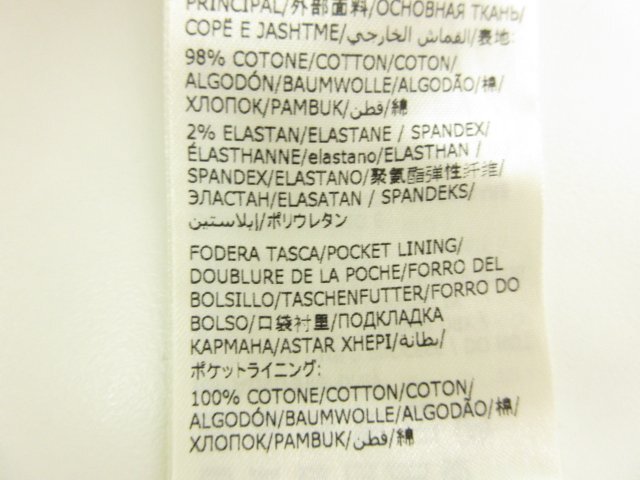 PRINCIPAL/外部面料/ОСНОВНАЯ ТКАНЬ/
COPË E JASHTME/القماش الخارجي/表地:
98% COTONE/COTTON/COTON/
ALGODÓN/BAUMWOLLE/ALGODÃO/棉/
ХЛОПОК/PAMBUK/قطن/綿
2% ELASTAN/ELASTANE / SPANDEX/
ÉLASTHANNE/elastano/ELASTHAN /
SPANDEX/ELASTANO/聚氨酯弹性纤维/
ЭЛАСТАН/ELASATAN / SPANDEKS/
إيلاستين/ポリウレタン
FODERA TASCA/POCKET LINING/
DOUBLURE DE LA POCHE/FORRO DEL
BOLSILLO/TASCHENFUTTER/FORRO DO
BOLSO/口袋衬里/ПОДКЛАДКА
КАРМАНА/ASTAR XHEPI/بطانة/
ポケットライニング:
100% COTONE/COTTON/COTON/
ALGODÓN/BAUMWOLLE/ALGODÃO/棉/
ХЛОПОК/PAMBUK/قطن/綿